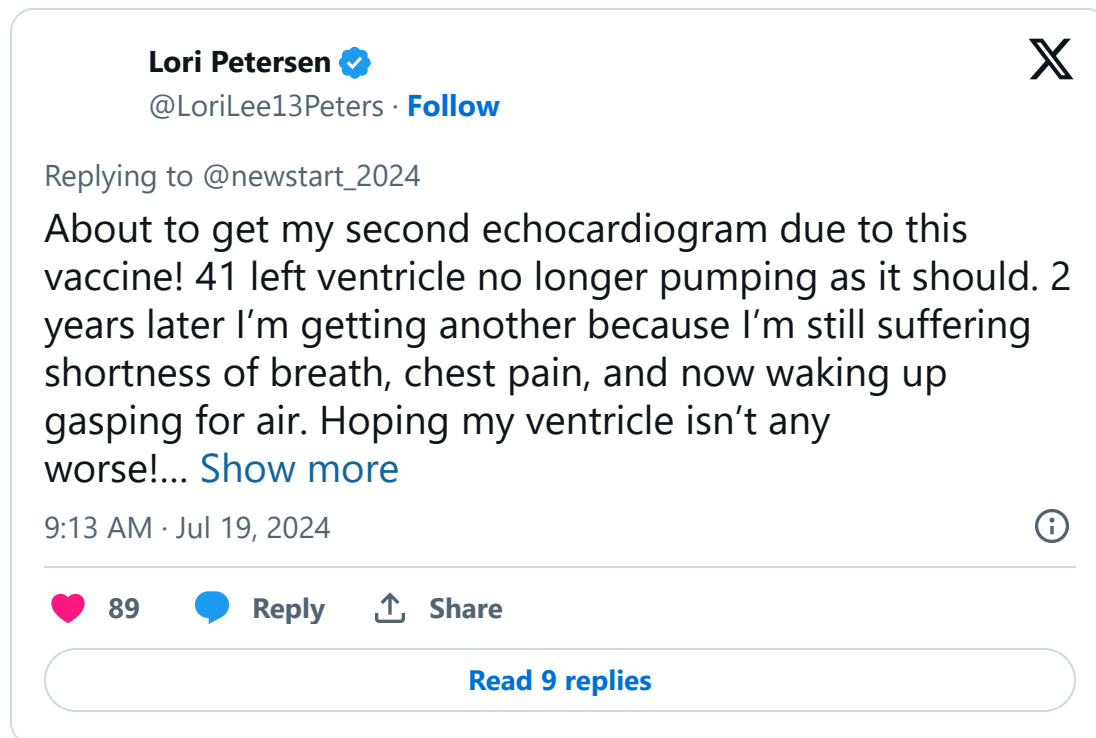 Lori Petersen
@LoriLee13Peters · Follow
Replying to @newstart_2024
About to get my second echocardiogram due to this
vaccine! 41 left ventricle no longer pumping as it should. 2
years later I’m getting another because I’m still suffering
shortness of breath, chest pain, and now waking up
gasping for air. Hoping my ventricle isn’t any
worse!... Show more
9:13 AM · Jul 19, 2024
89 Reply Share
Read 9 replies